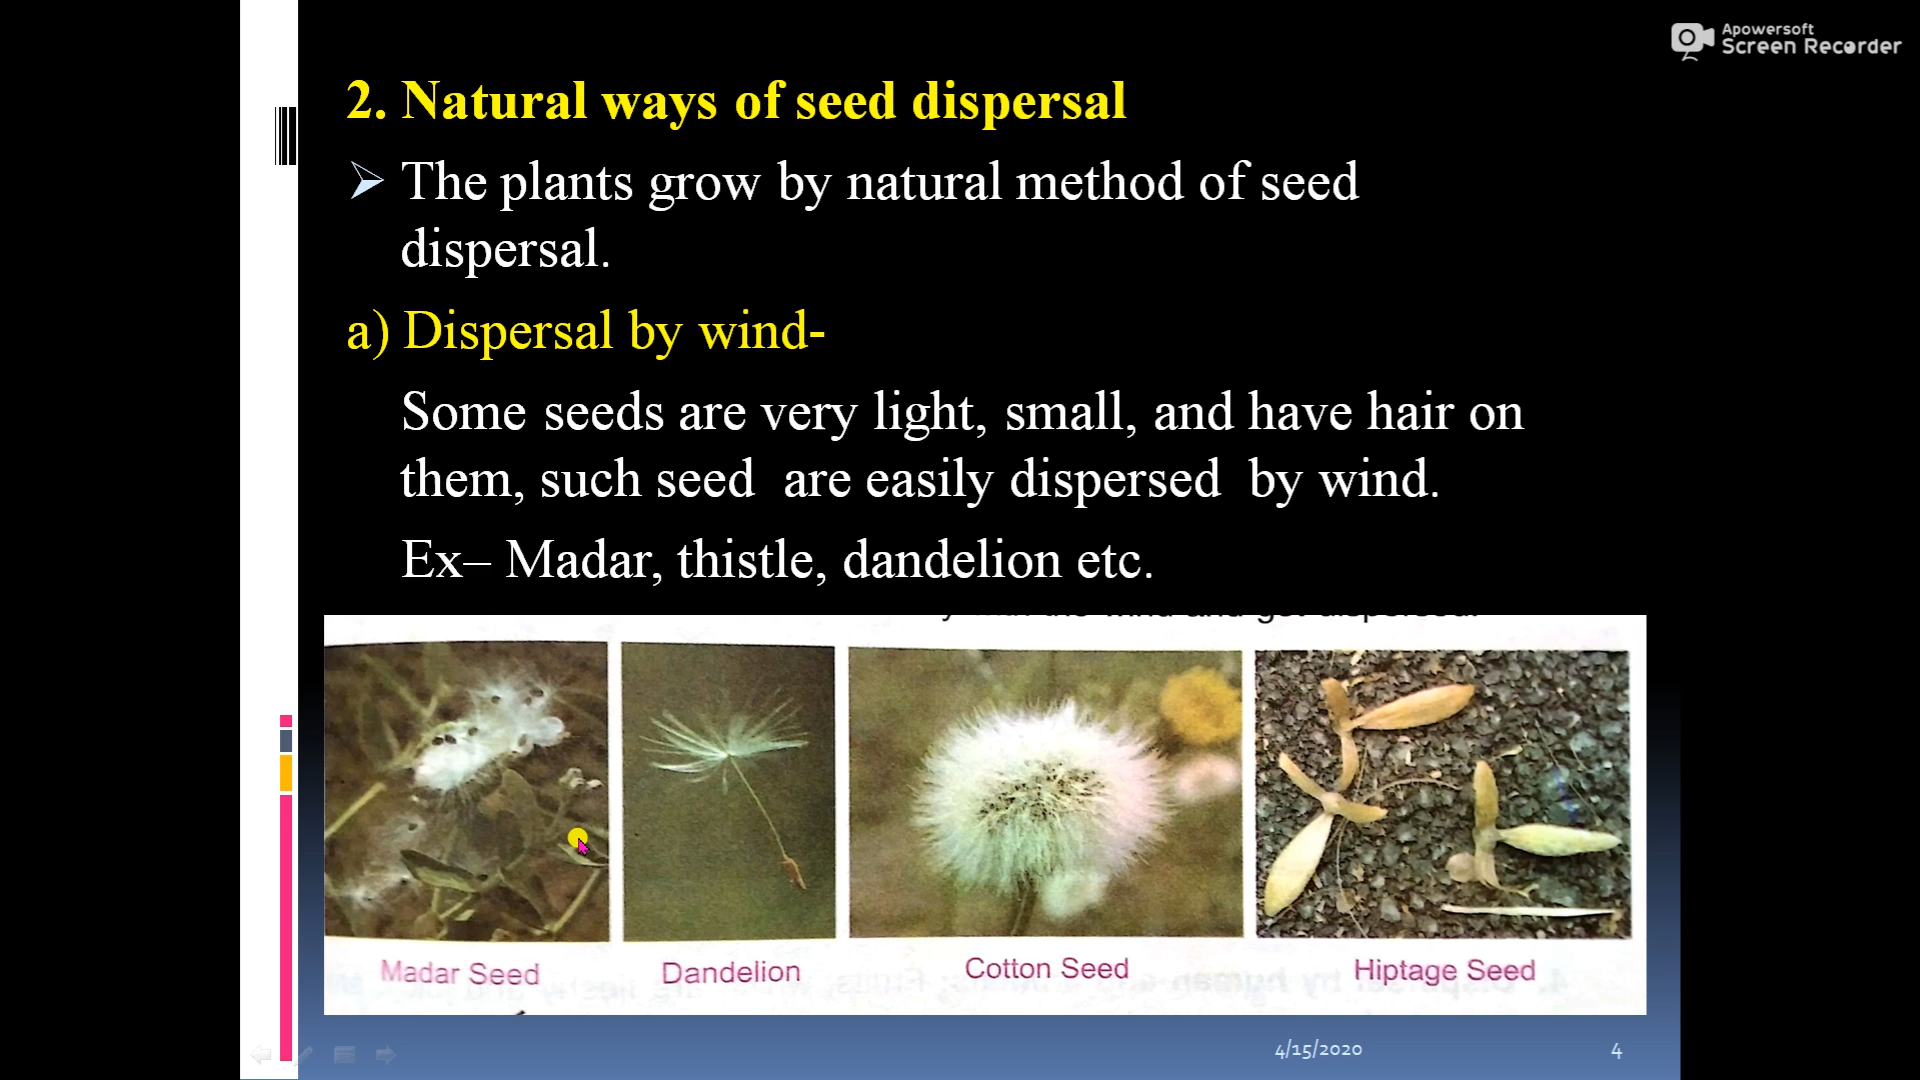 Apowersoft
Screen Recorder
2. Natural ways of seed dispersal
The plants grow by natural method of seed
dispersal.
a) Dispersal by wind-
Some seeds are very light, small, and have hair on
them, such seed are easily dispersed by wind.
Ex– Madar, thistle, dandelion etc.
Madar Seed
Dandelion
Cotton Seed
Hiptage Seed
4/15/2020
4